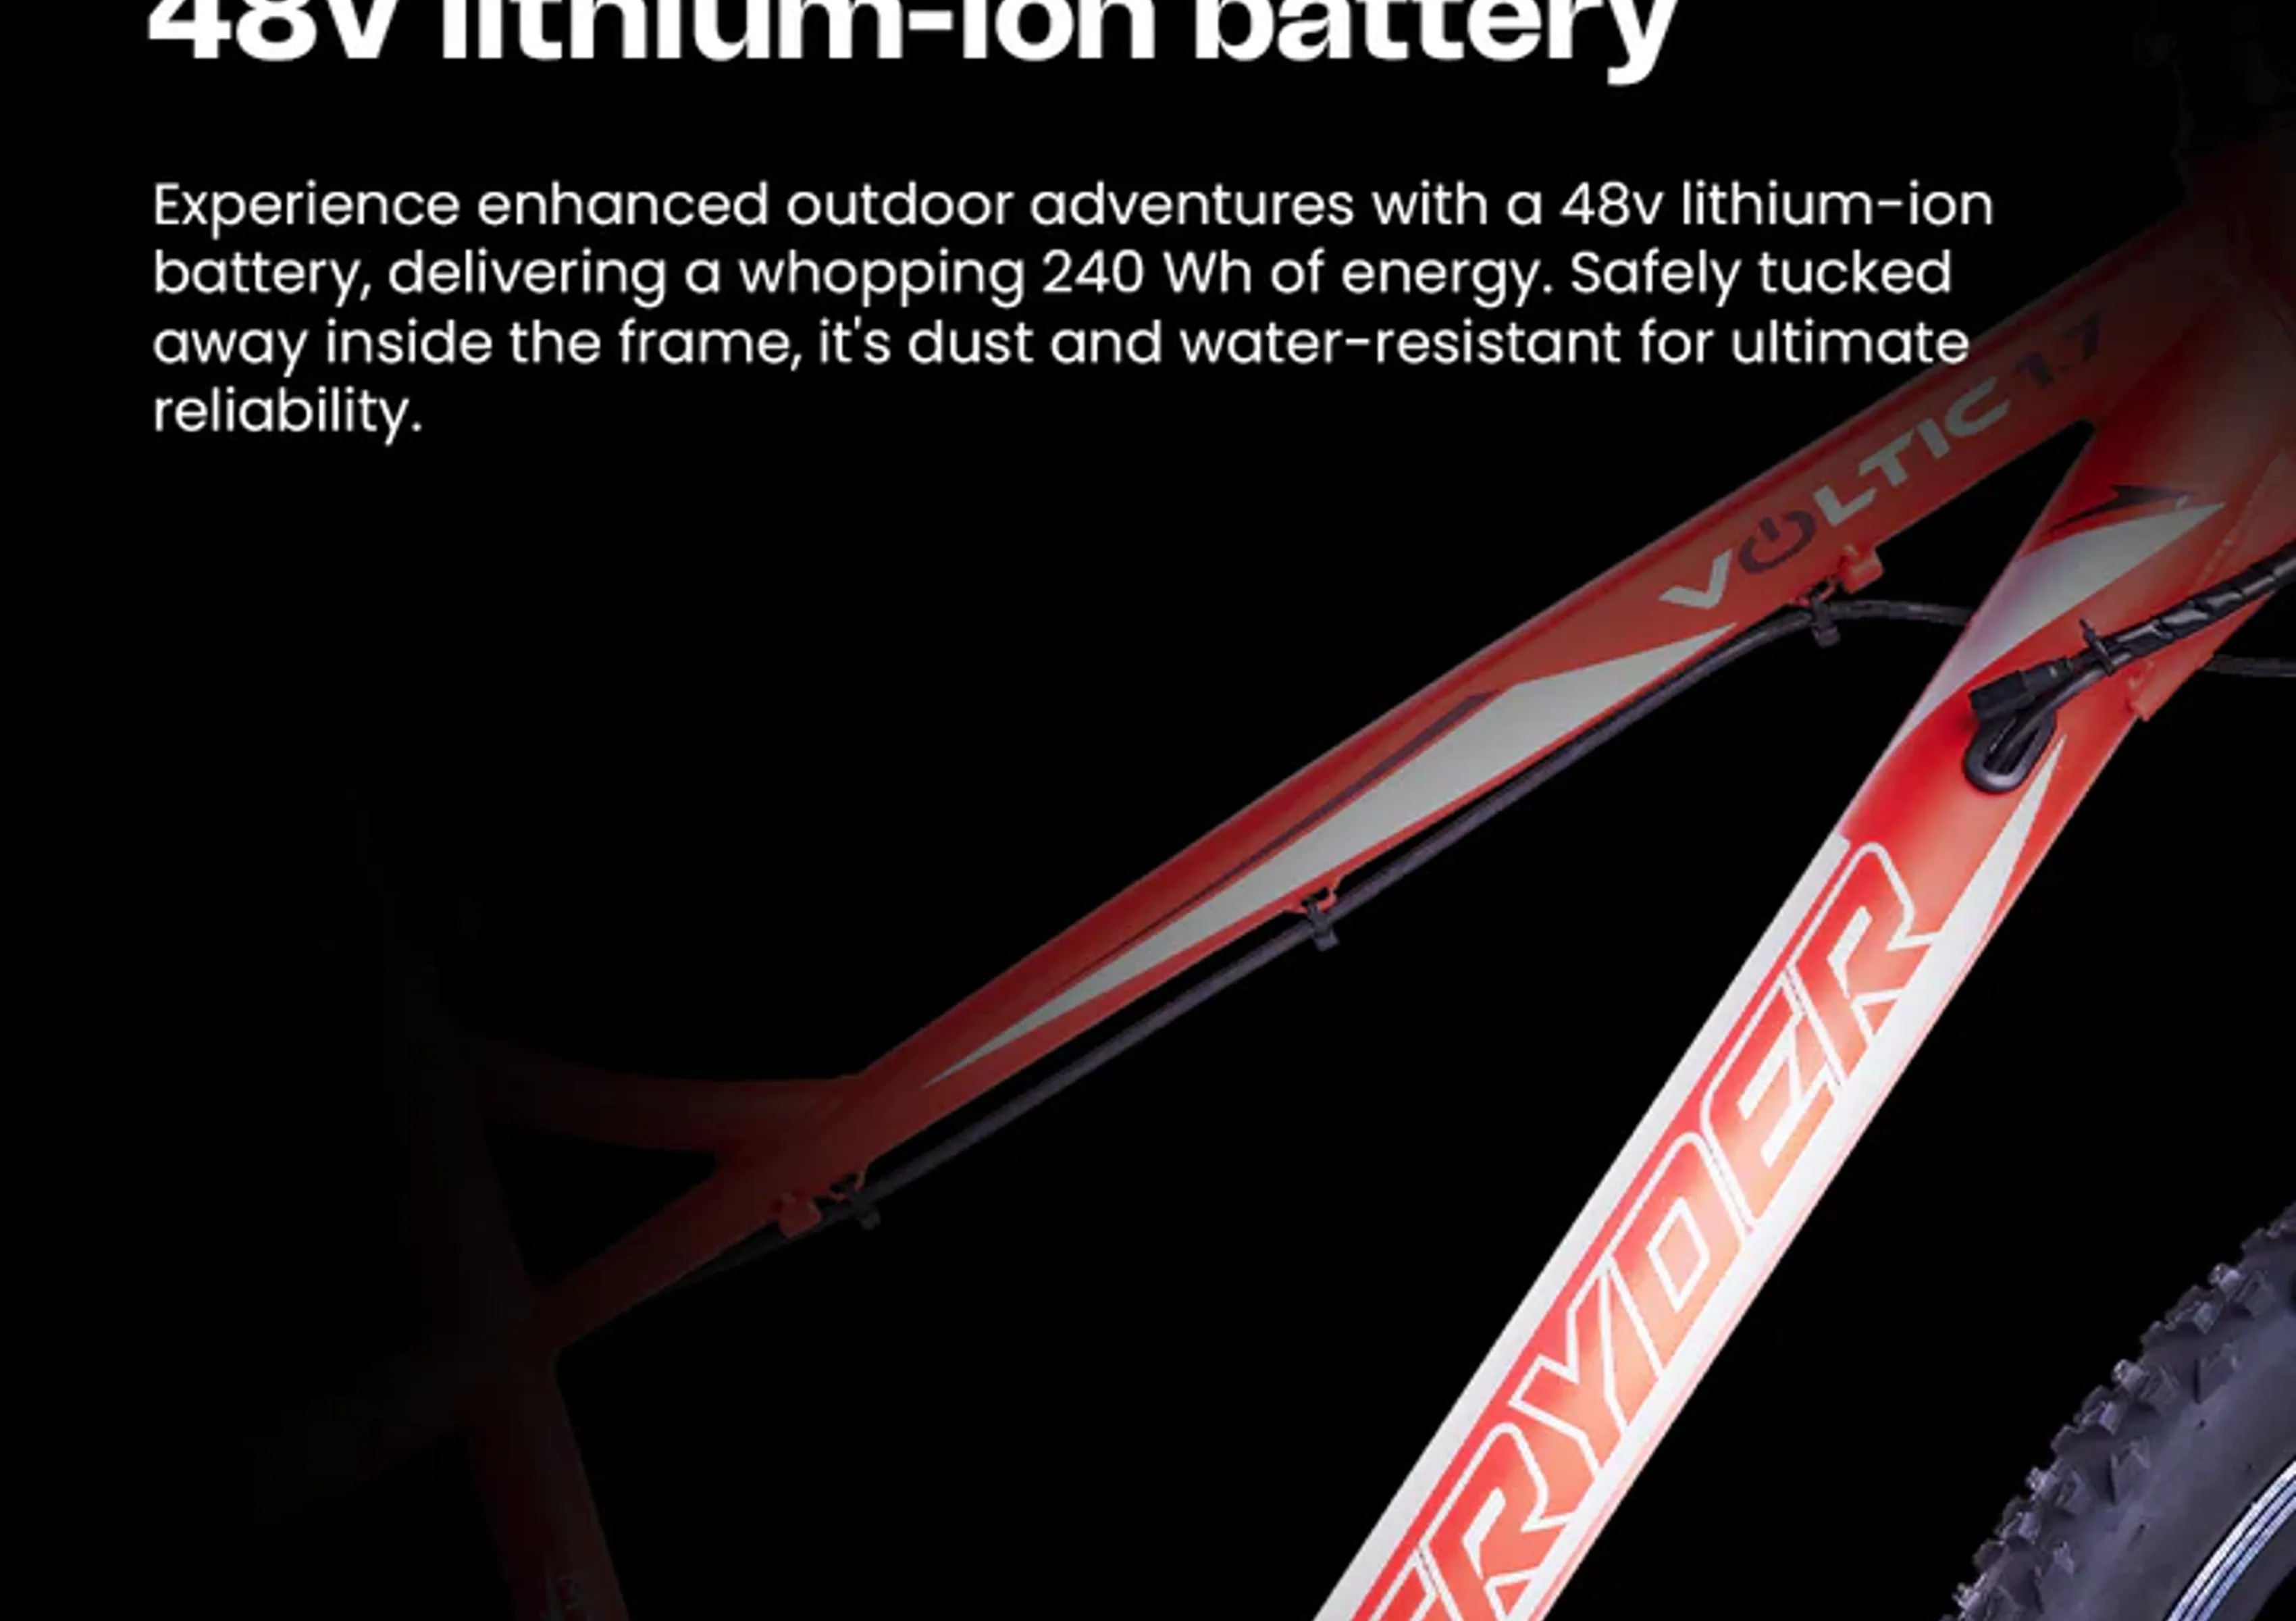 48v lithium-ion battery
Experience enhanced outdoor adventures with a 48v lithium-ion
battery, delivering a whopping 240 Wh of energy. Safely tucked
away inside the frame, it's dust and water-resistant for ultimate
reliability.
VOLTIC 1.7
RYDER